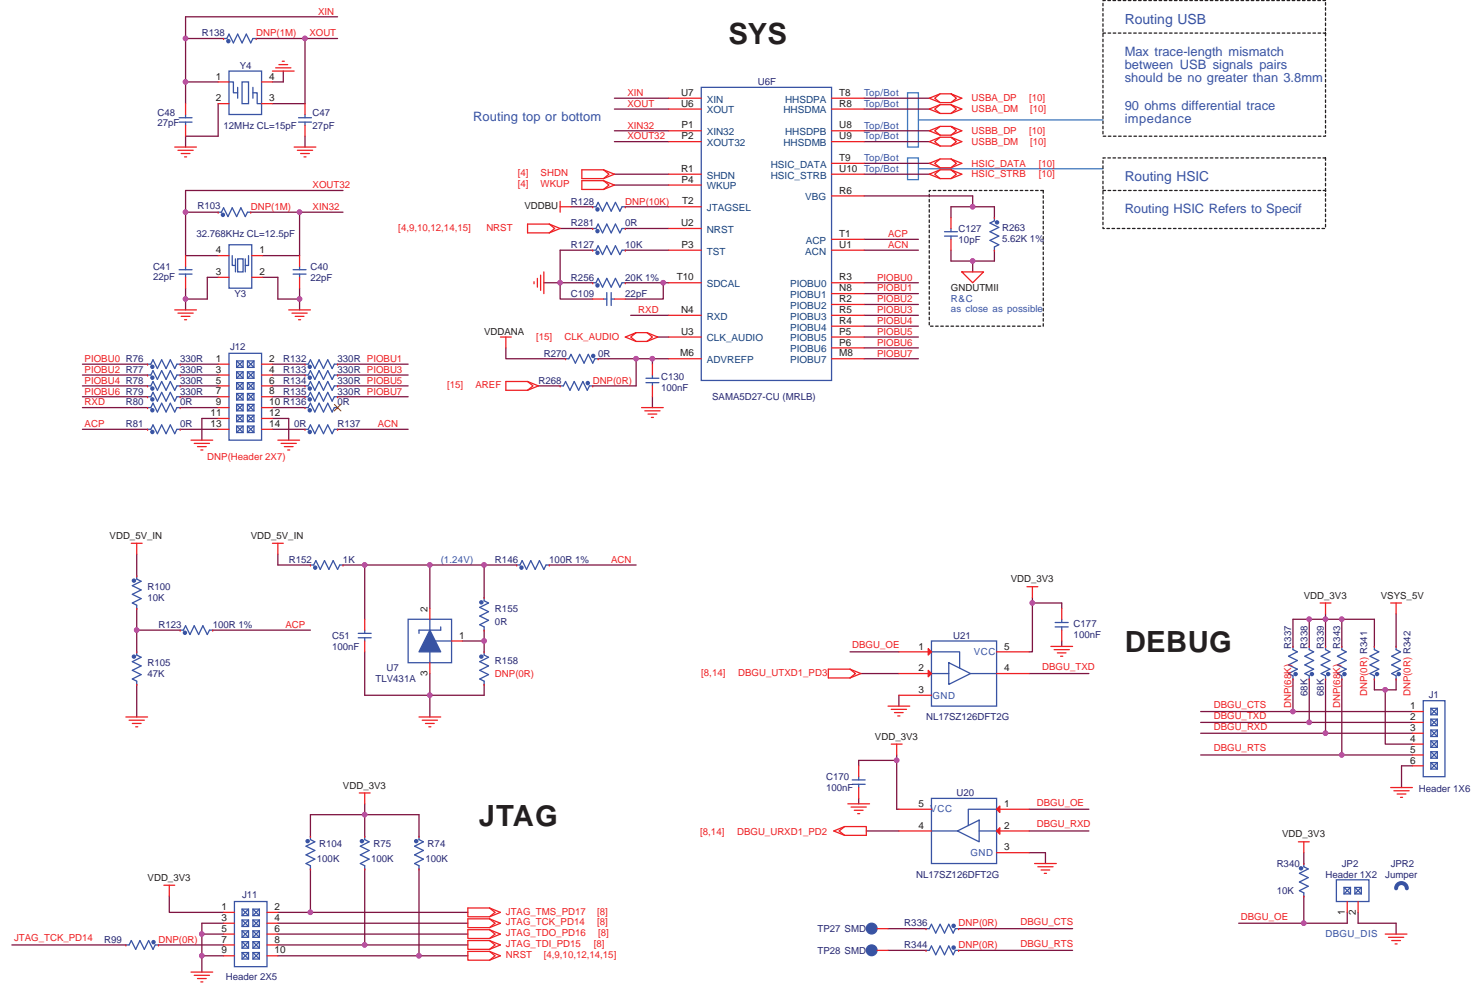 SYS
XIN
R138 DNP(1M) XOUT
Y4
1 4
2 3
C48
27pF
12MHz CL=15pF
C47
27pF
XOUT32
R103 DNP(1M) XIN32
32.768KHz CL=12.5pF
4 1
3 2
C41
22pF
Y3
C40
22pF
J12
PIOBU0 R76 330R 1 2 R132 330R PIOBU1
PIOBU2 R77 330R 3 4 R133 330R PIOBU3
PIOBU4 R78 330R 5 6 R134 330R PIOBU5
PIOBU6 R79 330R 7 8 R135 330R PIOBU7
RXD R80 0R 9 10 R136 0R
11 12
ACP R81 0R 13 14 0R R137 ACN
DNP(Header 2X7)
Routing top or bottom
U6F
XIN U7 XIN
XOUT U6 XOUT
XIN32 P1 XIN32
XOUT32 P2 XOUT32
[4] SHDN R1 SHDN
[4] WKUP P4 WKUP
VDDBU R128 DNP(10K) T2 JTAGSEL
[4,9,10,12,14,15] NRST R281 0R U2 NRST
R127 10K P3 TST
R256 20K 1% T10 SDCAL
C109 22pF
RXD N4 RXD
VDDANA
[15] CLK_AUDIO U3 CLK_AUDIO
R270 0R M6 ADVREFP
[15] AREF R268 DNP(0R)
C130
100nF
SAMA5D27-CU (MRLB)
HHSDPA T8 Top/Bot USBA_DP [10]
HHSDMA R8 Top/Bot USBA_DM [10]
HHSDPB U8 Top/Bot USBB_DP [10]
HHSDMB U9 Top/Bot USBB_DM [10]
HSIC_DATA T9 Top/Bot HSIC_DATA [10]
HSIC_STRB U10 Top/Bot HSIC_STRB [10]
VBG R6
ACP T1 ACP
ACN U1 ACN
PIOBU0 R3 PIOBU0
PIOBU1 N8 PIOBU1
PIOBU2 R2 PIOBU2
PIOBU3 R5 PIOBU3
PIOBU4 R4 PIOBU4
PIOBU5 P5 PIOBU5
PIOBU6 P6 PIOBU6
PIOBU7 M8 PIOBU7
C127
10pF
R263
5.62K 1%
GNDUTMII
R&C
as close as possible
Routing USB
Max trace-length mismatch
between USB signals pairs
should be no greater than 3.8mm
90 ohms differential trace
impedance
Routing HSIC
Routing HSIC Refers to Specif
VDD_5V_IN
R100
10K
R123 100R 1% ACP
R105
47K
VDD_5V_IN
R152 1K (1.24V) R146 100R 1% ACN
C51
100nF
2
1
3
U7
TLV431A
R155
0R
R158
DNP(0R)
JTAG
VDD_3V3
R104
100K
R75
100K
R74
100K
VDD_3V3
J11
1 2 JTAG_TMS_PD17 [8]
3 4 JTAG_TCK_PD14 [8]
5 6 JTAG_TDO_PD16 [8]
JTAG_TCK_PD14 R99 DNP(0R) 7 8 JTAG_TDI_PD15 [8]
9 10 NRST [4,9,10,12,14,15]
Header 2X5
DEBUG
VDD_3V3
C177
100nF
U21
DBGU_OE 1 VCC 5
[8,14] DBGU_UTXD1_PD3 2 4 DBGU_TXD
3 GND
NL17SZ126DFT2G
VDD_3V3
C170
100nF
U20
5 VCC 1 DBGU_OE
[8,14] DBGU_URXD1_PD2 4 2 DBGU_RXD
GND 3
NL17SZ126DFT2G
TP27 SMD R336 DNP(0R) DBGU_CTS
TP28 SMD R344 DNP(0R) DBGU_RTS
VDD_3V3 VSYS_5V
R337 DNP(68K)
R338 68K
R339 68K
R343 DNP(68K)
R341 DNP(0R)
R342 DNP(0R)
J1
DBGU_CTS 1
DBGU_TXD 2
DBGU_RXD 3
4
DBGU_RTS 5
6
Header 1X6
VDD_3V3
R340
10K
JP2
Header 1X2
JPR2
Jumper
DBGU_OE
1 2
DBGU_DIS